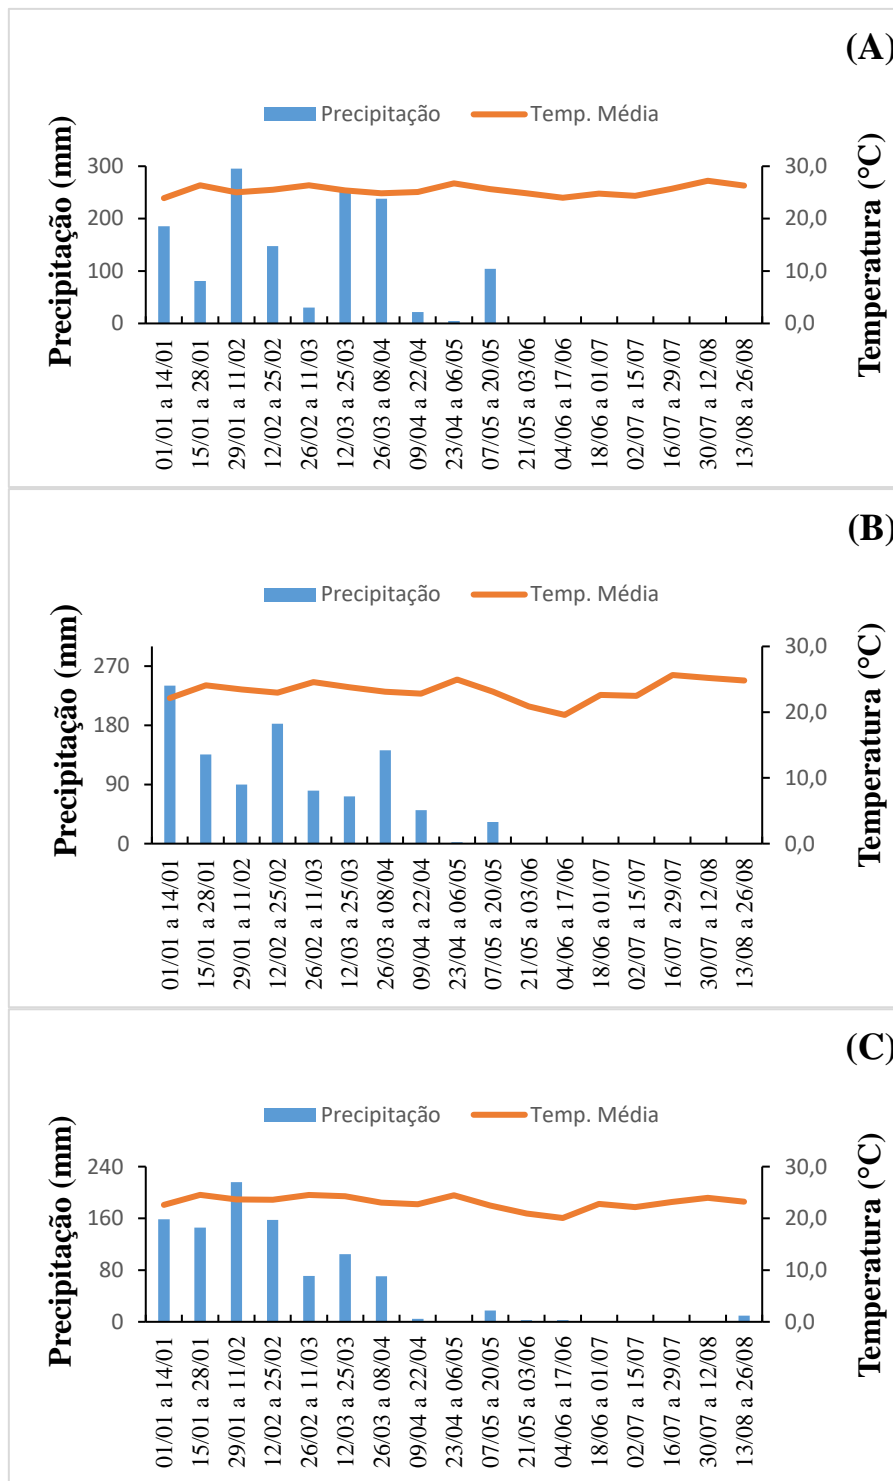 (A)
Precipitação Temp. Média
Precipitação (mm)
300
200
100
0
30,0
20,0
10,0
0,0
Temperatura (°C)
01/01 a 14/01
15/01 a 28/01
29/01 a 11/02
12/02 a 25/02
26/02 a 11/03
12/03 a 25/03
26/03 a 08/04
09/04 a 22/04
23/04 a 06/05
07/05 a 20/05
21/05 a 03/06
04/06 a 17/06
18/06 a 01/07
02/07 a 15/07
16/07 a 29/07
30/07 a 12/08
13/08 a 26/08
(B)
Precipitação Temp. Média
Precipitação (mm)
270
180
90
0
30,0
20,0
10,0
0,0
Temperatura (°C)
01/01 a 14/01
15/01 a 28/01
29/01 a 11/02
12/02 a 25/02
26/02 a 11/03
12/03 a 25/03
26/03 a 08/04
09/04 a 22/04
23/04 a 06/05
07/05 a 20/05
21/05 a 03/06
04/06 a 17/06
18/06 a 01/07
02/07 a 15/07
16/07 a 29/07
30/07 a 12/08
13/08 a 26/08
(C)
Precipitação Temp. Média
Precipitação (mm)
240
160
80
0
30,0
20,0
10,0
0,0
Temperatura (°C)
01/01 a 14/01
15/01 a 28/01
29/01 a 11/02
12/02 a 25/02
26/02 a 11/03
12/03 a 25/03
26/03 a 08/04
09/04 a 22/04
23/04 a 06/05
07/05 a 20/05
21/05 a 03/06
04/06 a 17/06
18/06 a 01/07
02/07 a 15/07
16/07 a 29/07
30/07 a 12/08
13/08 a 26/08